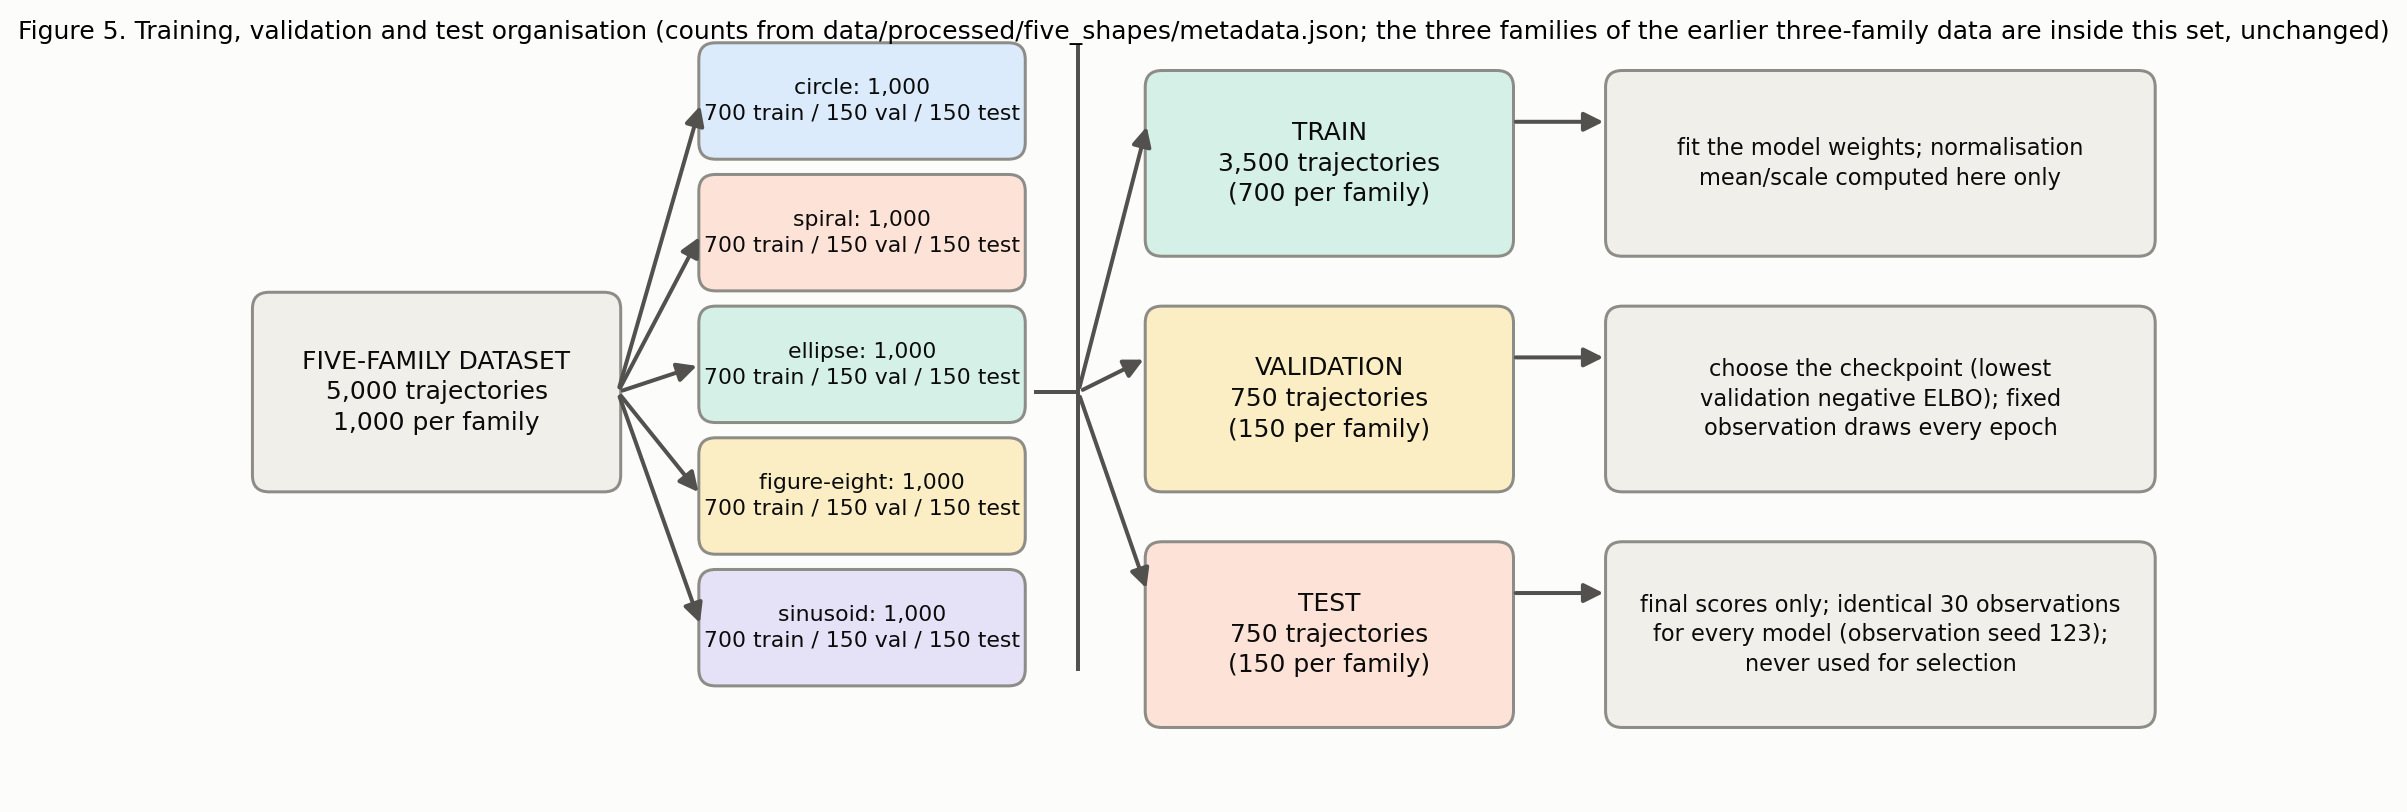 Figure 5. Training, validation and test organisation (counts from data/processed/five_shapes/metadata.json; the three families of the earlier three-family data are inside this set, unchanged)
FIVE-FAMILY DATASET
5,000 trajectories
1,000 per family
circle: 1,000
700 train / 150 val / 150 test
spiral: 1,000
700 train / 150 val / 150 test
ellipse: 1,000
700 train / 150 val / 150 test
figure-eight: 1,000
700 train / 150 val / 150 test
sinusoid: 1,000
700 train / 150 val / 150 test
TRAIN
3,500 trajectories
(700 per family)
fit the model weights; normalisation
mean/scale computed here only
VALIDATION
750 trajectories
(150 per family)
choose the checkpoint (lowest
validation negative ELBO); fixed
observation draws every epoch
TEST
750 trajectories
(150 per family)
final scores only; identical 30 observations
for every model (observation seed 123);
never used for selection